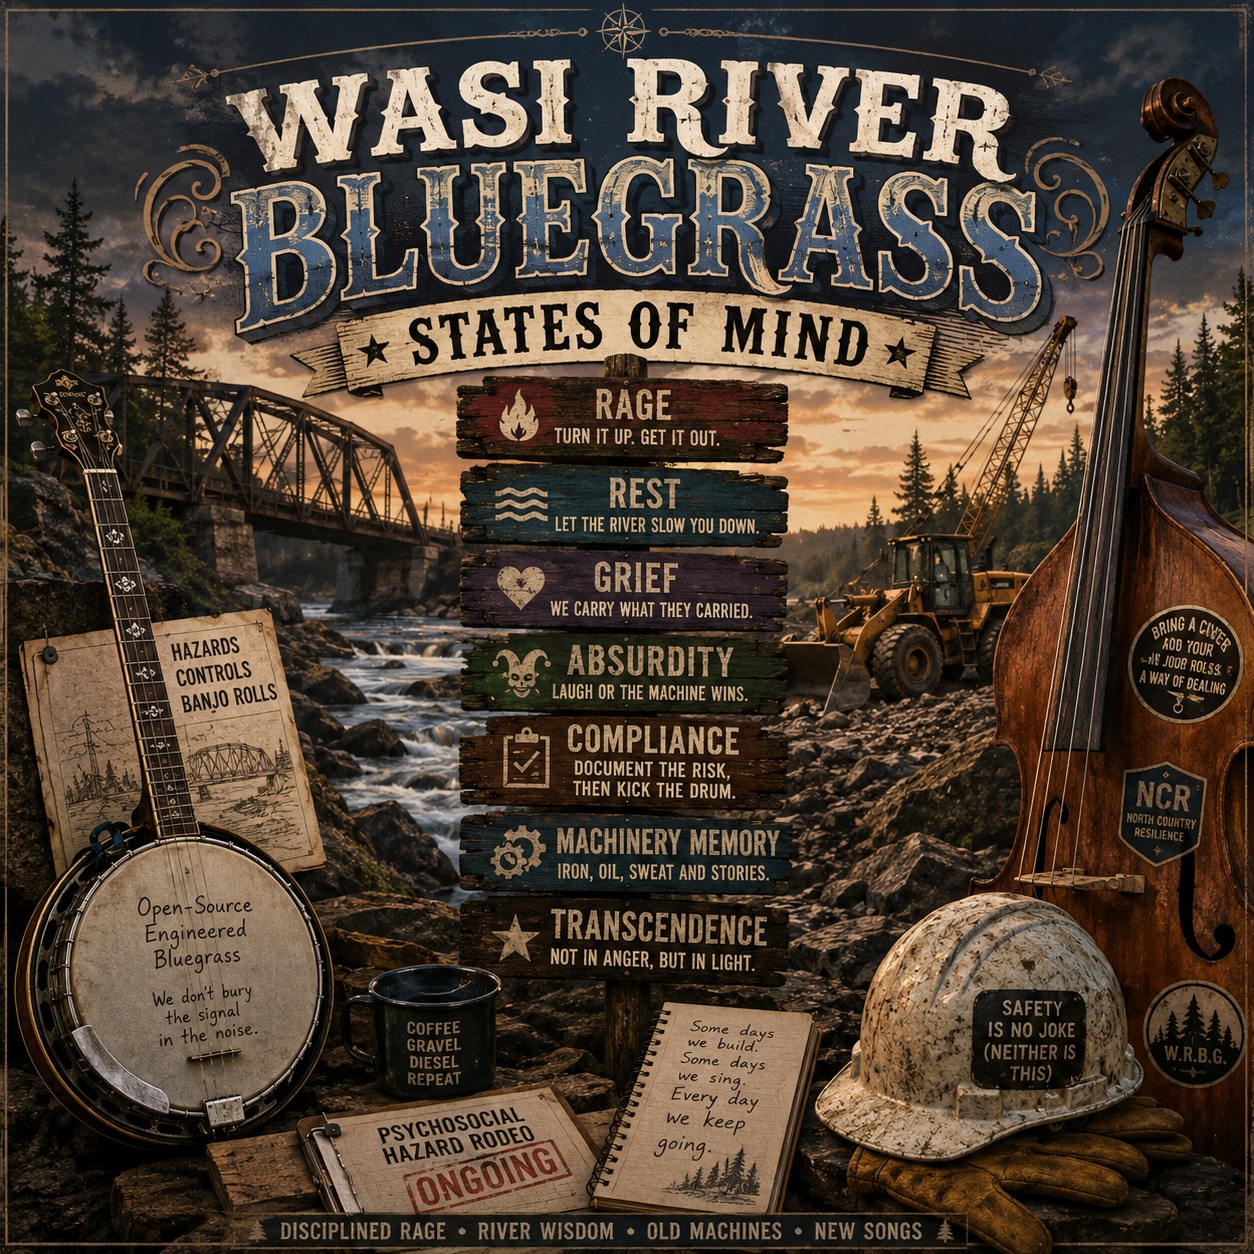 WASI RIVER
BLUEGRASS
STATES OF MIND
RAGE
TURN IT UP. GET IT OUT.
REST
LET THE RIVER SLOW YOU DOWN.
GRIEF
WE CARRY WHAT THEY CARRIED.
ABSURDITY
LAUGH OR THE MACHINE WINS.
COMPLIANCE
DOCUMENT THE RISK,
THEN KICK THE DRUM.
MACHINERY MEMORY
IRON, OIL, SWEAT AND STORIES.
TRANSCENDENCE
NOT IN ANGER, BUT IN LIGHT.
HAZARDS
CONTROLS
BANJO ROLLS
Open-Source
Engineered
Bluegrass
We don't bury
the signal
in the noise.
COFFEE
GRAVEL
DIESEL
REPEAT
PSYCHOSOCIAL
HAZARD RODEO
ONGOING
Some days
we build.
Some days
we sing.
Every day
we keep
going.
BRING A
YOUR
A WAY OF DEALING
NCR
NORTH COUNTRY
RESILIENCE
SAFETY
IS NO JOKE
(NEITHER IS
THIS)
W.R.B.G.
DISCIPLINED RAGE • RIVER WISDOM • OLD MACHINES • NEW SONGS